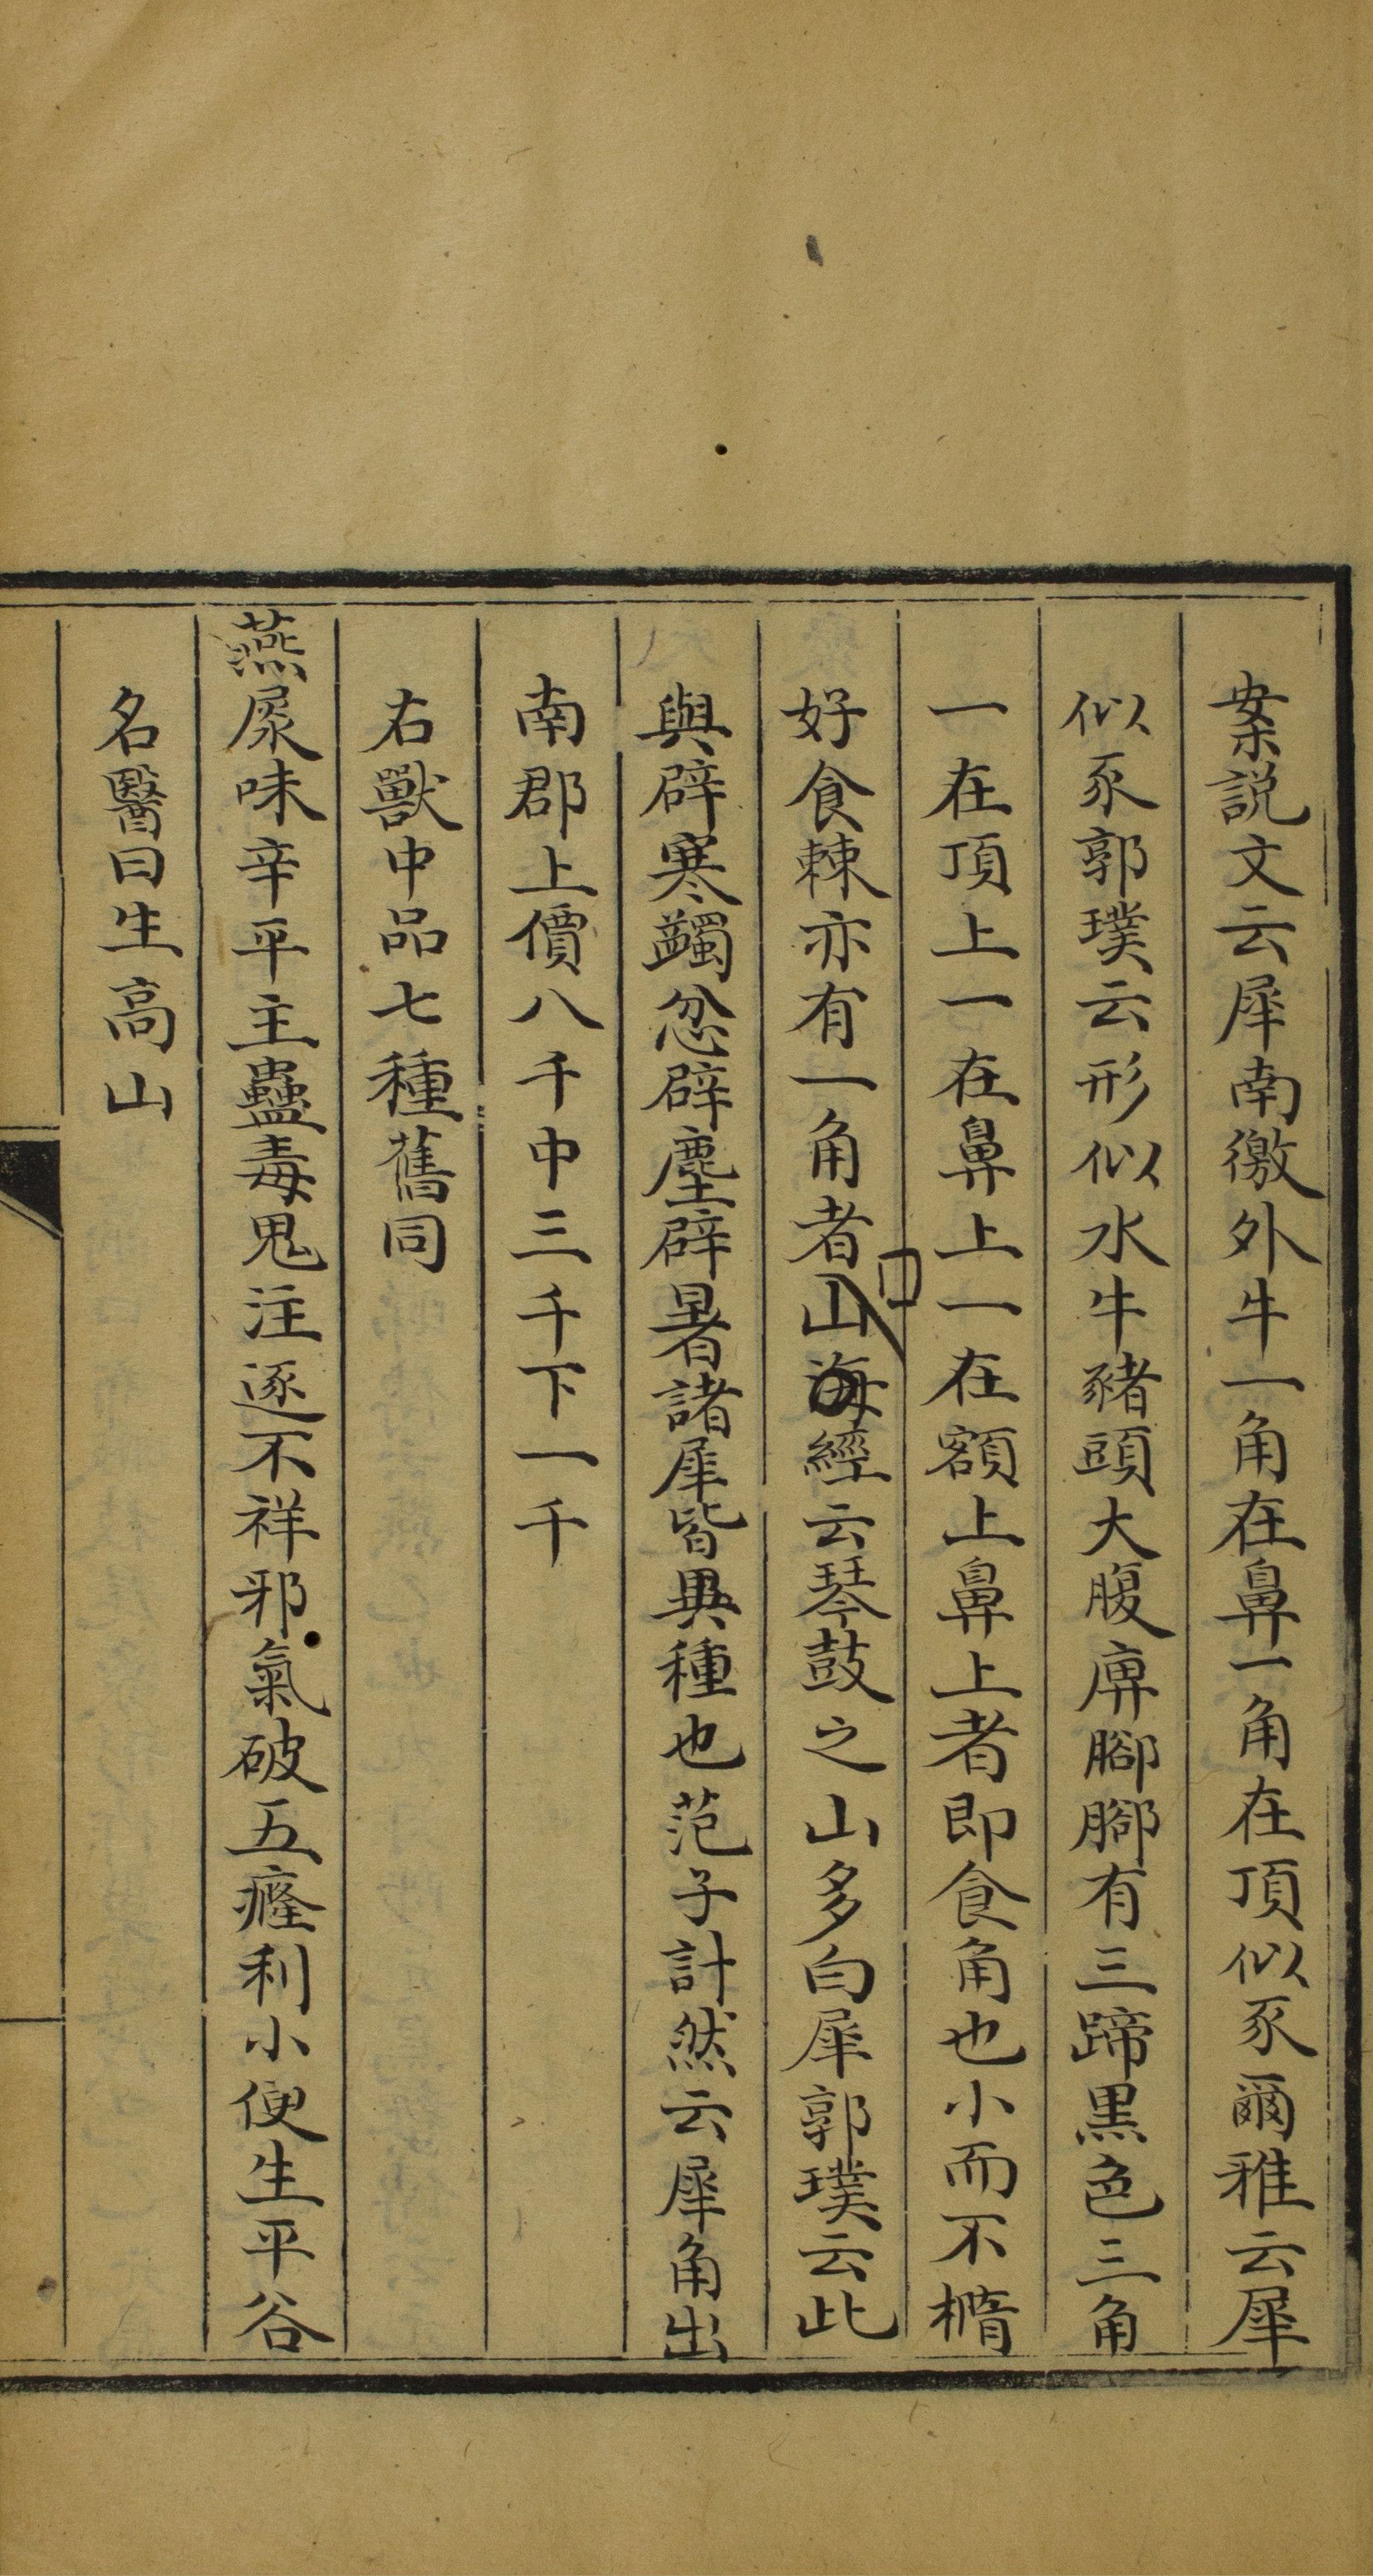 案説文云犀南徼外牛一角在鼻一角在頂似豕爾雅云犀
似豕郭璞云形似水牛豬頭大腹庳腳腳有三蹄黒色三角
一在頂上一在鼻上一在額上鼻上者即食角也小而不橢
好食棘亦有一角者山海經云琴鼓之山多白犀郭璞云此
與辟寒蠲忿辟塵辟暑諸犀皆異種也范子計然云犀角出
南郡上價八千中三千下一千
右獸中品七種舊同
燕屎味辛平主蠱毒鬼注逐不祥邪氣破五癃利小便生平谷
名醫曰生高山